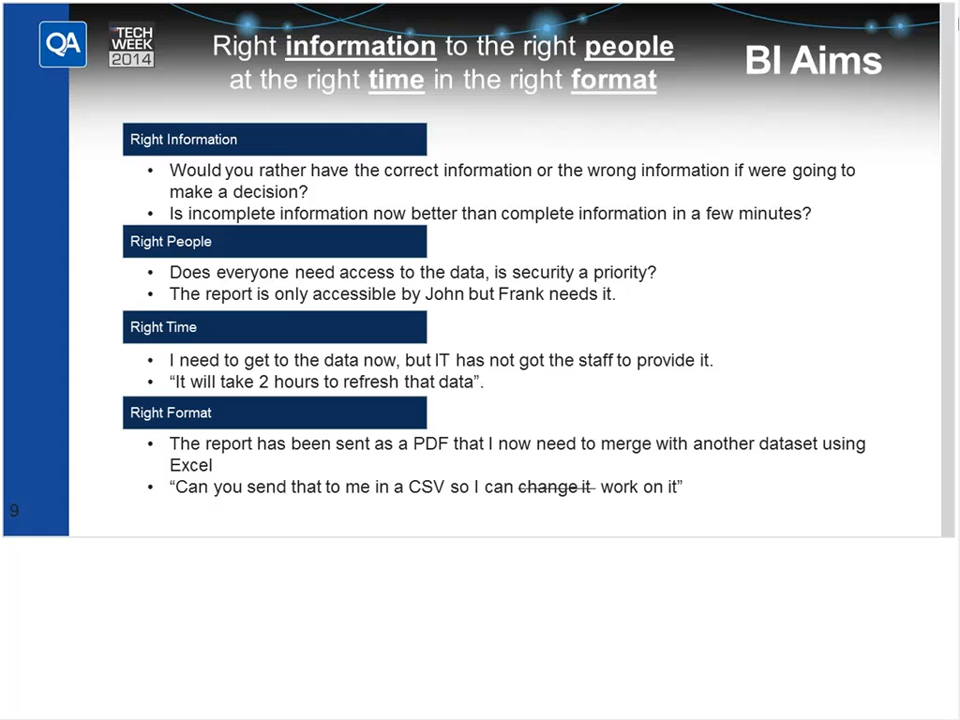 QA
TECH
WEEK
2014
Right information to the right people
at the right time in the right format
BI Aims
Right Information
• Would you rather have the correct information or the wrong information if were going to
make a decision?
• Is incomplete information now better than complete information in a few minutes?
Right People
• Does everyone need access to the data, is security a priority?
• The report is only accessible by John but Frank needs it.
Right Time
• I need to get to the data now, but IT has not got the staff to provide it.
• “It will take 2 hours to refresh that data”.
Right Format
• The report has been sent as a PDF that I now need to merge with another dataset using
Excel
• “Can you send that to me in a CSV so I can change it work on it”
9